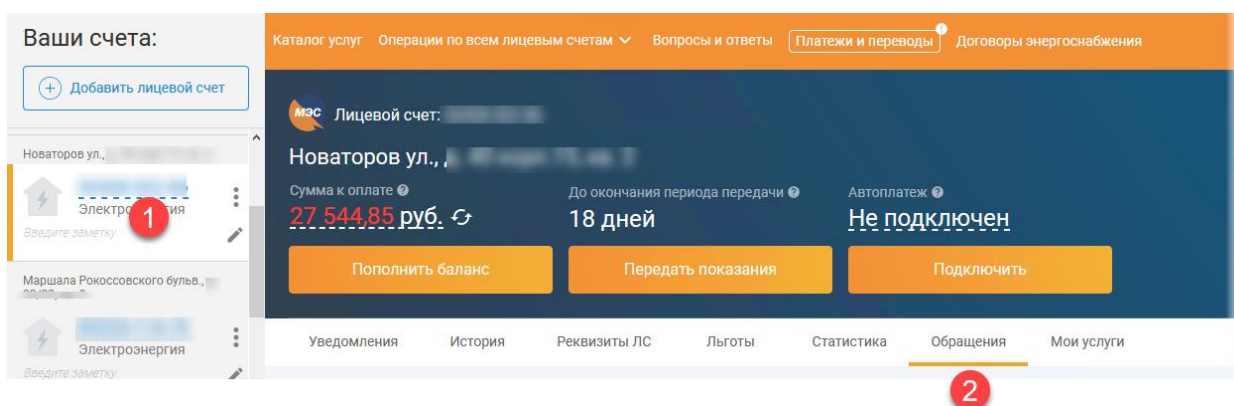 Ваши счета:
Добавить лицевой счет
Новаторов ул.,
Электроэнергия
1
Введите заметку
Маршала Рокоссовского бульв.,
Электроэнергия
Введите заметку
Каталог услуг Операции по всем лицевым счетам Вопросы и ответы Платежи и переводы Договоры энергоснабжения
мэс Лицевой счет:
Новаторов ул.,
Сумма к оплате До окончания периода передачи Автоплатеж
27 544,85 руб. 18 дней Не подключен
Пополнить баланс Передать показания Подключить
Уведомления История Реквизиты ЛС Льготы Статистика Обращения Мои услуги
2